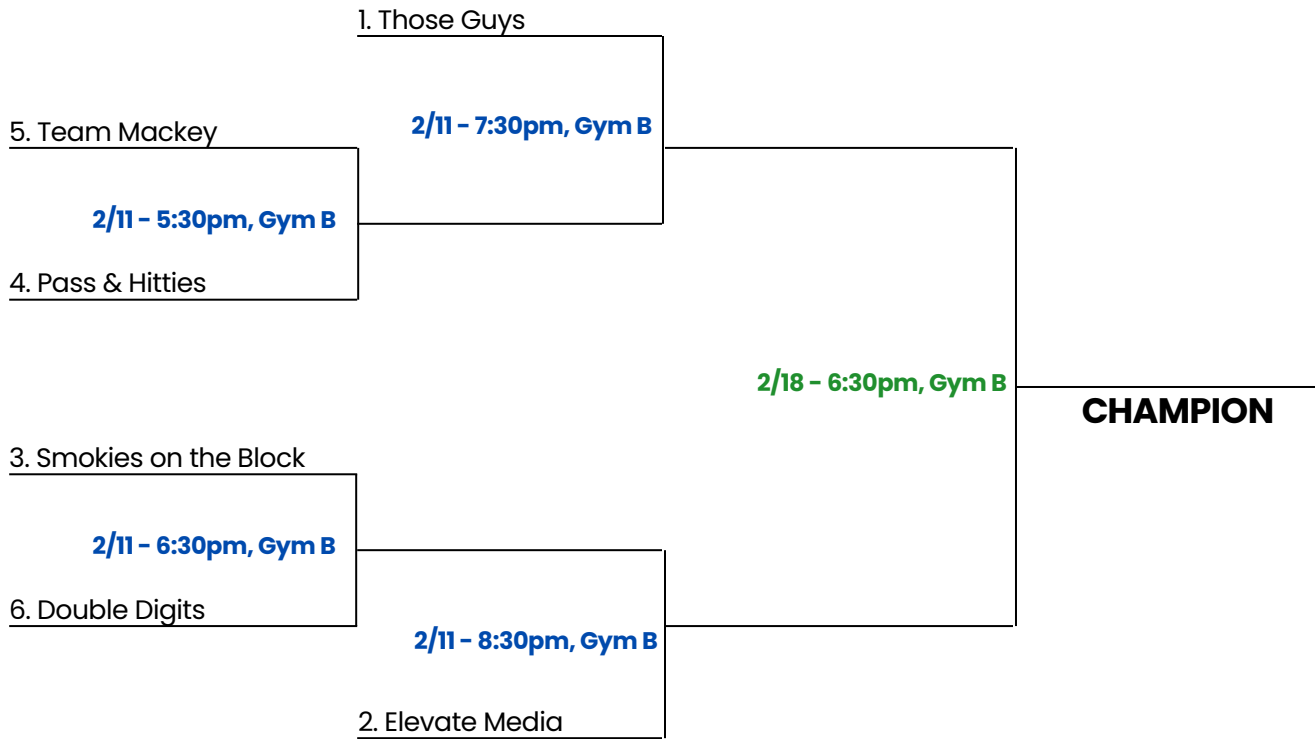 1. Those Guys
2/11 - 7:30pm, Gym B
5. Team Mackey
2/11 - 5:30pm, Gym B
4. Pass & Hitties
2/18 - 6:30pm, Gym B
CHAMPION
3. Smokies on the Block
2/11 - 6:30pm, Gym B
6. Double Digits
2/11 - 8:30pm, Gym B
2. Elevate Media